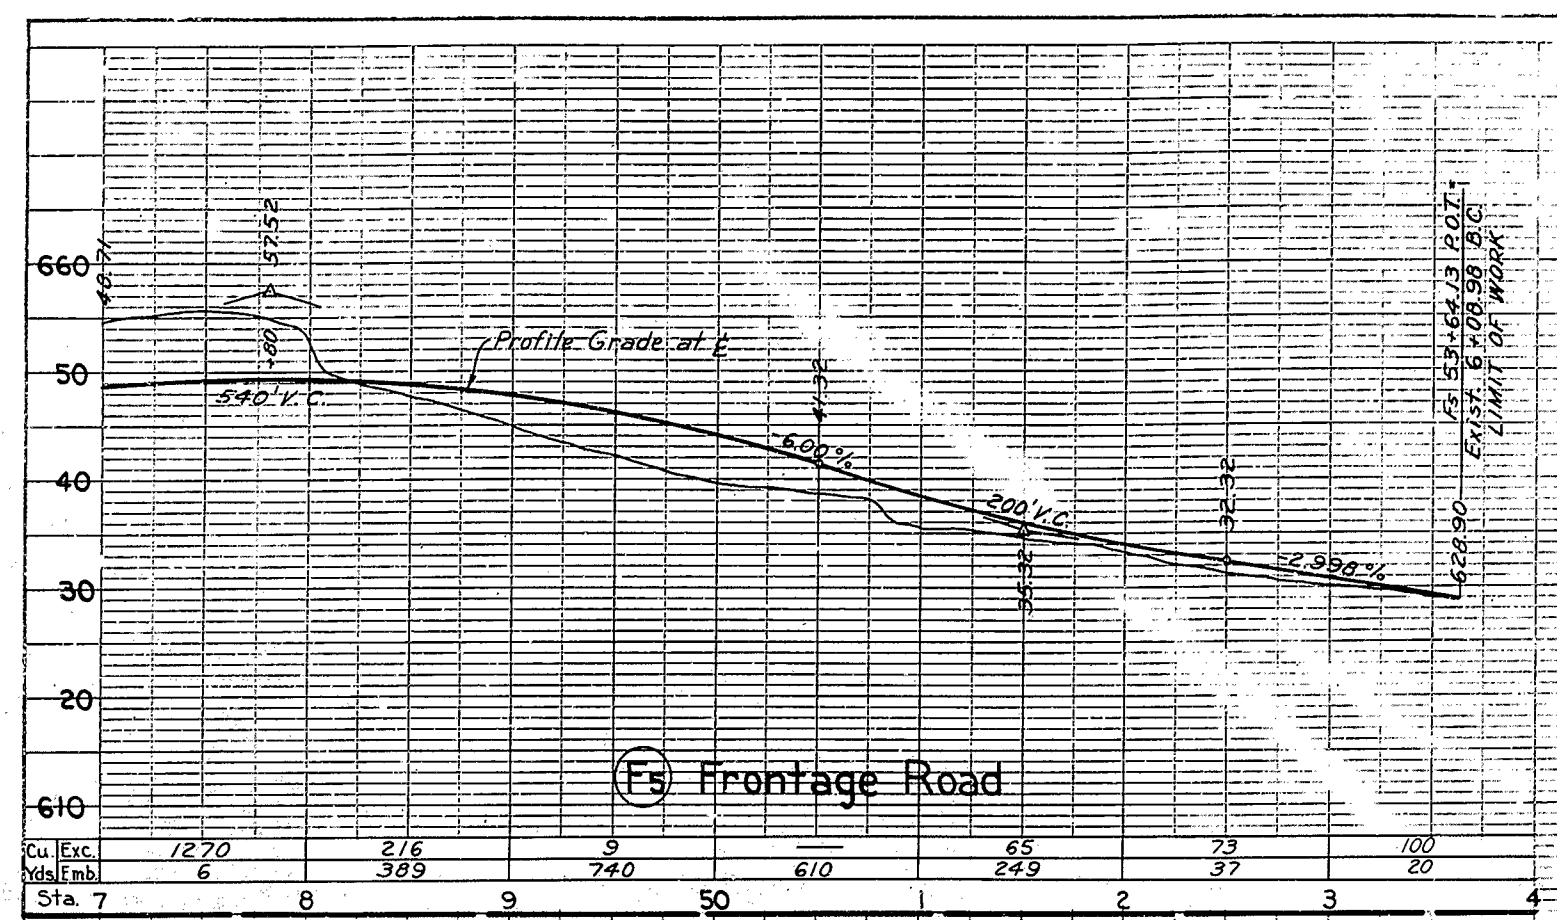 660
50
40
30
20
610
48.71
57.52
+80
540' V.C.
Profile Grade at ℄
41.32
-6.00%
200' V.C.
35.32
32.32
-2.998%
628.90
F5 53+64.13 P.O.T.=
Exist. 6+08.98 B.C.
LIMIT OF WORK
F5 Frontage Road
Cu. Exc. 1270 216 9 — 65 73 100
Yds. Emb. 6 389 740 610 249 37 20
Sta. 7 8 9 50 1 2 3 4